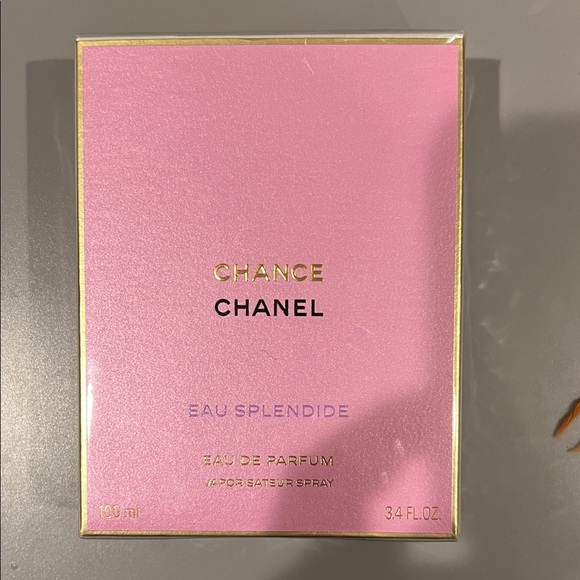 CHANCE
CHANEL
EAU SPLENDIDE
EAU DE PARFUM
VAPORISATEUR SPRAY
100 ml 3.4 FL.OZ.